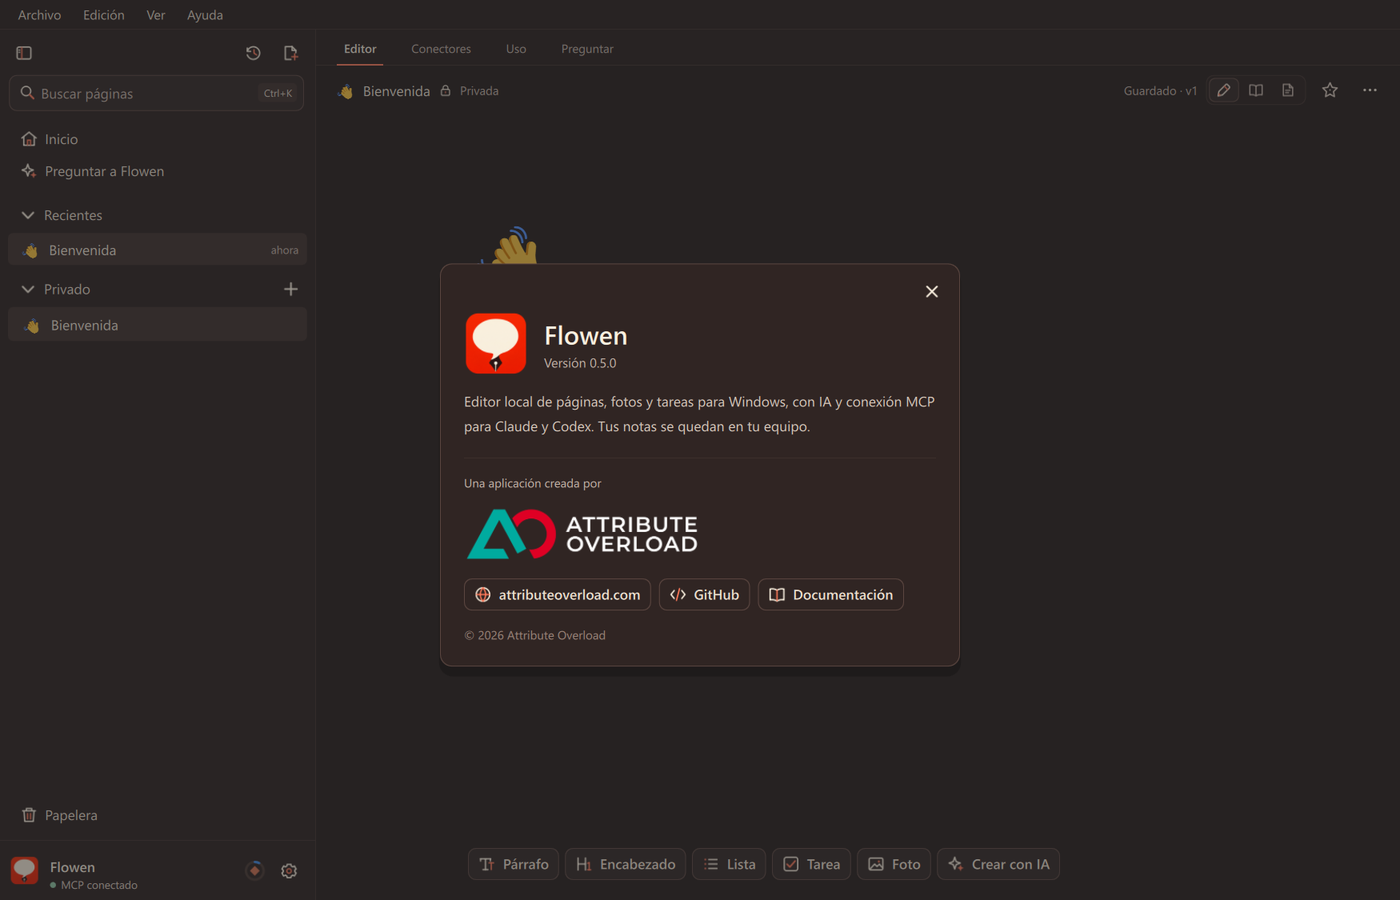 Archivo
Edición
Ver
Ayuda
Buscar páginas
Ctrl+K
Inicio
Preguntar a Flowen
Recientes
Bienvenida
ahora
Privado
Bienvenida
Papelera
Flowen
MCP conectado
Editor
Conectores
Uso
Preguntar
Bienvenida
Privada
Guardado · v1
Flowen
Versión 0.5.0
Editor local de páginas, fotos y tareas para Windows, con IA y conexión MCP
para Claude y Codex. Tus notas se quedan en tu equipo.
Una aplicación creada por
ATTRIBUTE
OVERLOAD
attributeoverload.com
GitHub
Documentación
© 2026 Attribute Overload
Párrafo
Encabezado
Lista
Tarea
Foto
Crear con IA